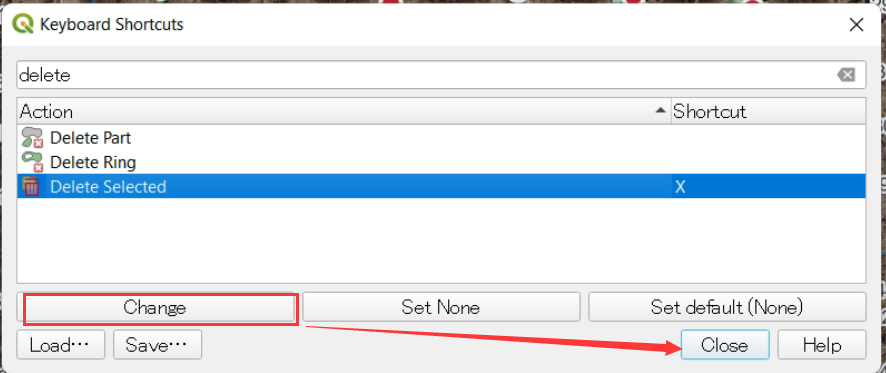 Keyboard Shortcuts
delete
Action Shortcut
Delete Part
Delete Ring
Delete Selected X
Change Set None Set default (None)
Load… Save… Close Help